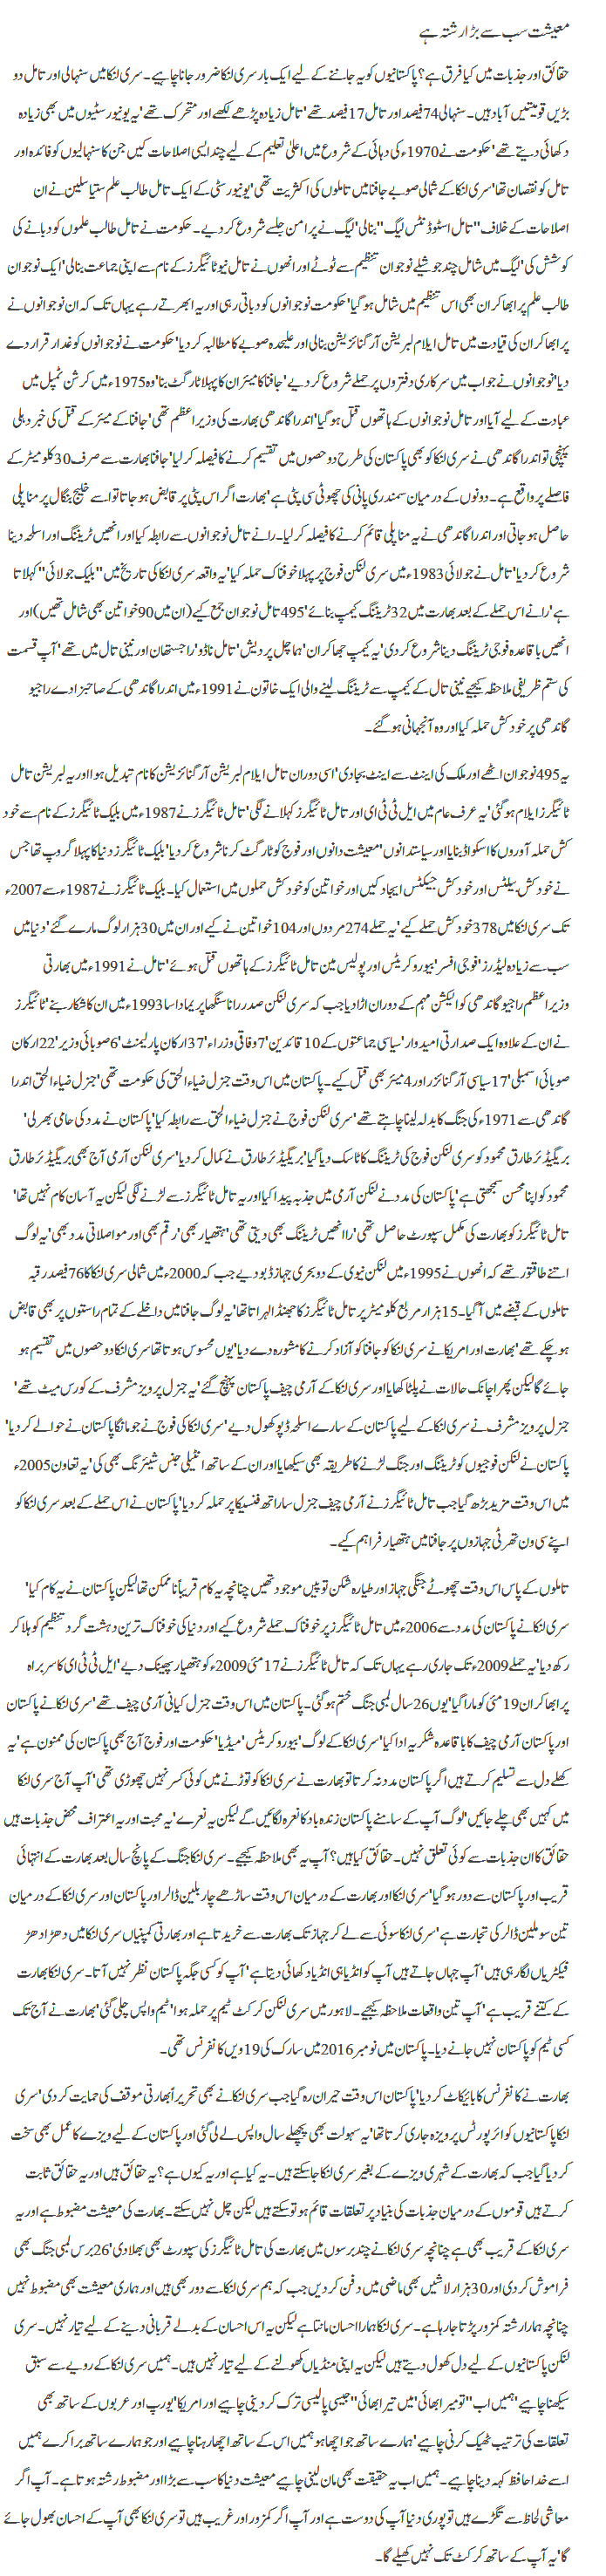 معیشت سب سے بڑا رشتہ ہے
حقائق اور جذبات میں کیا فرق ہے؟ پاکستانیوں کو یہ جاننے کے لیے ایک بار سری لنکا ضرور جانا چاہیے۔ سری لنکا میں سنہالی اور تامل دو
بڑی قومیتیں آباد ہیں۔ سنہالی 74 فیصد اور تامل 17 فیصد تھے' تامل زیادہ پڑھے لکھے اور متحرک تھے' یہ یونیورسٹیوں میں بھی زیادہ
دکھائی دیتے تھے' حکومت نے 1970ء کی دہائی کے شروع میں اعلیٰ تعلیم کے لیے چند ایسی اصلاحات کیں جن کا سنہالیوں کو فائدہ اور
تامل کو نقصان تھا' سری لنکا کے شمالی صوبے جافنا میں تاملوں کی اکثریت تھی' یونیورسٹی کے ایک تامل طالب علم ستیا سلین نے ان
اصلاحات کے خلاف "تامل اسٹوڈنٹس لیگ" بنا لی' لیگ نے پرامن جلسے شروع کر دیے۔ حکومت نے تامل طالب علموں کو دبانے کی
کوشش کی' لیگ میں شامل چند جوشیلے نوجوان تنظیم سے ٹوٹے اور انھوں نے تامل نیو ٹائیگرز کے نام سے اپنی جماعت بنا لی' ایک نوجوان
طالب علم پرابھاکران بھی اس تنظیم میں شامل ہو گیا' حکومت نوجوانوں کو دباتی رہی اور یہ ابھرتے رہے یہاں تک کہ ان نوجوانوں نے
پرابھاکران کی قیادت میں تامل ایلام لبریشن آرگنائزیشن بنا لی اور علیحدہ صوبے کا مطالبہ کر دیا' حکومت نے نوجوانوں کو غدار قرار دے
دیا' نوجوانوں نے جواب میں سرکاری دفتروں پر حملے شروع کر دیے' جافنا کا میئر ان کا پہلا ٹارگٹ بنا' وہ 1975ء میں کرشن ٹمپل میں
عبادت کے لیے آیا اور تامل نوجوانوں کے ہاتھوں قتل ہو گیا' اندرا گاندھی بھارت کی وزیراعظم تھی' جافنا کے میئر کے قتل کی خبر دہلی
پہنچی تو اندرا گاندھی نے سری لنکا کو بھی پاکستان کی طرح دو حصوں میں تقسیم کرنے کا فیصلہ کر لیا' جافنا بھارت سے صرف 30 کلومیٹر کے
فاصلے پر واقع ہے۔ دونوں کے درمیان سمندری پانی کی چھوٹی سی پٹی ہے' بھارت اگر اس پٹی پر قابض ہو جاتا تو اسے خلیج بنگال پر مناپلی
حاصل ہو جاتی اور اندرا گاندھی نے یہ مناپلی قائم کرنے کا فیصلہ کر لیا۔ را نے تامل نوجوانوں سے رابطہ کیا اور انھیں ٹریننگ اور اسلحہ دینا
شروع کر دیا' تامل نے جولائی 1983ء میں سری لنکن فوج پر پہلا خوفناک حملہ کیا' یہ واقعہ سری لنکا کی تاریخ میں "بلیک جولائی" کہلاتا
ہے' را نے اس حملے کے بعد بھارت میں 32 ٹریننگ کیمپ بنائے' 495 تامل نوجوان جمع کیے (ان میں 90 خواتین بھی شامل تھیں) اور
انھیں باقاعدہ فوجی ٹریننگ دینا شروع کر دی' یہ کیمپ جھاکران' ہماچل پردیش' تامل ناڈو' راجستھان اور نینی تال میں تھے' آپ قسمت
کی ستم ظریفی ملاحظہ کیجیے نینی تال کے کیمپ سے ٹریننگ لینے والی ایک خاتون نے 1991ء میں اندرا گاندھی کے صاحبزادے راجیو
گاندھی پر خودکش حملہ کیا اور وہ آنجہانی ہو گئے۔
یہ 495 نوجوان اٹھے اور ملک کی اینٹ سے اینٹ بجا دی' اسی دوران تامل ایلام لبریشن آرگنائزیشن کا نام تبدیل ہوا اور یہ لبریشن تامل
ٹائیگرز ایلام ہو گئی' یہ عرف عام میں ایل ٹی ٹی ای اور تامل ٹائیگرز کہلانے لگی' تامل ٹائیگرز نے 1987ء میں بلیک ٹائیگرز کے نام سے خود
کش حملہ آوروں کا اسکواڈ بنایا اور سیاستدانوں' معیشت دانوں اور فوج کو ٹارگٹ کرنا شروع کر دیا' بلیک ٹائیگرز دنیا کا پہلا گروپ تھا جس
نے خودکش بیلٹس اور خودکش جیکٹس ایجاد کیں اور خواتین کو خودکش حملوں میں استعمال کیا۔ بلیک ٹائیگرز نے 1987ء سے 2007ء
تک سری لنکا میں 378 خودکش حملے کیے' یہ حملے 274 مردوں اور 104 خواتین نے کیے اور ان میں 30 ہزار لوگ مارے گئے' دنیا میں
سب سے زیادہ لیڈرز' فوجی افسر' بیورو کریٹس اور پولیس مین تامل ٹائیگرز کے ہاتھوں قتل ہوئے' تامل نے 1991ء میں بھارتی
وزیراعظم راجیو گاندھی کو الیکشن مہم کے دوران اڑا دیا جب کہ سری لنکن صدر رانا سنگھا پریماداسا 1993ء میں ان کا شکار بنے' ٹائیگرز
نے ان کے علاوہ ایک صدارتی امیدوار' سیاسی جماعتوں کے 10 قائدین' 7 وفاقی وزراء' 37 ارکان پارلیمنٹ' 6 صوبائی وزیر' 22 ارکان
صوبائی اسمبلی' 17 سیاسی آرگنائزر اور 4 میئر بھی قتل کیے۔ پاکستان میں اس وقت جنرل ضیاء الحق کی حکومت تھی' جنرل ضیاء الحق اندرا
گاندھی سے 1971ء کی جنگ کا بدلہ لینا چاہتے تھے' سری لنکن فوج نے جنرل ضیاء الحق سے رابطہ کیا' پاکستان نے مدد کی حامی بھر لی'
بریگیڈئر طارق محمود کو سری لنکن فوج کی ٹریننگ کا ٹاسک دیا گیا' بریگیڈئر طارق نے کمال کر دیا' سری لنکن آرمی آج بھی بریگیڈئر طارق
محمود کو اپنا محسن سمجھتی ہے' پاکستان کی مدد نے لنکن آرمی میں جذبہ پیدا کیا اور یہ تامل ٹائیگرز سے لڑنے لگی لیکن یہ آسان کام نہیں تھا'
تامل ٹائیگرز کو بھارت کی مکمل سپورٹ حاصل تھی' را انھیں ٹریننگ بھی دیتی تھی' ہتھیار بھی' رقم بھی اور مواصلاتی مدد بھی' یہ لوگ
اتنے طاقتور تھے کہ انھوں نے 1995ء میں لنکن نیوی کے دو بحری جہاز ڈبو دیے جب کہ 2000ء میں شمالی سری لنکا کا 76 فیصد رقبہ
تاملوں کے قبضے میں آ گیا۔ 15 ہزار مربع کلومیٹر پر تامل ٹائیگرز کا جھنڈا لہراتا تھا' یہ لوگ جافنا میں داخلے کے تمام راستوں پر بھی قابض
ہو چکے تھے' بھارت اور امریکا نے سری لنکا کو جافنا کو آزاد کرنے کا مشورہ دے دیا' یوں محسوس ہوتا تھا سری لنکا دو حصوں میں تقسیم ہو
جائے گا لیکن پھر اچانک حالات نے پلٹا کھایا اور سری لنکا کے آرمی چیف پاکستان پہنچ گئے' یہ جنرل پرویز مشرف کے کورس میٹ تھے'
جنرل پرویز مشرف نے سری لنکا کے لیے پاکستان کے سارے اسلحہ ڈپو کھول دیے' سری لنکا کی فوج نے جو مانگا پاکستان نے حوالے کر دیا'
پاکستان نے لنکن فوجیوں کو ٹریننگ اور جنگ لڑنے کا طریقہ بھی سیکھایا اور ان کے ساتھ انٹیلی جنس شیئرنگ بھی کی' یہ تعاون 2005ء
میں اس وقت مزید بڑھ گیا جب تامل ٹائیگرز نے آرمی چیف جنرل ساراتھ فنسیکا پر حملہ کر دیا' پاکستان نے اس حملے کے بعد سری لنکا کو
اپنے سی ون تھرٹی جہازوں پر جافنا میں ہتھیار فراہم کیے۔
تاملوں کے پاس اس وقت چھوٹے جنگی جہاز اور طیارہ شکن توپیں موجود تھیں چنانچہ یہ کام قریباً ناممکن تھا لیکن پاکستان نے یہ کام کیا'
سری لنکا نے پاکستان کی مدد سے 2006ء میں تامل ٹائیگرز پر خوفناک حملے شروع کیے اور دنیا کی خوفناک ترین دہشت گرد تنظیم کو ہلا کر
رکھ دیا' یہ حملے 2009ء تک جاری رہے یہاں تک کہ تامل ٹائیگرز نے 17 مئی 2009ء کو ہتھیار پھینک دیے' ایل ٹی ٹی ای کا سربراہ
پرابھاکران 19 مئی کو مارا گیا' یوں 26 سال لمبی جنگ ختم ہو گئی۔ پاکستان میں اس وقت جنرل کیانی آرمی چیف تھے' سری لنکا نے پاکستان
اور پاکستان آرمی چیف کا باقاعدہ شکریہ ادا کیا' سری لنکا کے لوگ' بیوروکریٹس' میڈیا' حکومت اور فوج آج بھی پاکستان کی ممنون ہے' یہ
کھلے دل سے تسلیم کرتے ہیں اگر پاکستان مدد نہ کرتا تو بھارت نے سری لنکا کو توڑنے میں کوئی کسر نہیں چھوڑی تھی' آپ آج سری لنکا
میں کہیں بھی چلے جائیں' لوگ آپ کے سامنے پاکستان زندہ باد کا نعرہ لگائیں گے لیکن یہ نعرے' یہ محبت اور یہ اعتراف محض جذبات ہیں
حقائق کا ان جذبات سے کوئی تعلق نہیں۔ حقائق کیا ہیں؟ آپ یہ بھی ملاحظہ کیجیے۔ سری لنکا جنگ کے پانچ سال بعد بھارت کے انتہائی
قریب اور پاکستان سے دور ہو گیا' سری لنکا اور بھارت کے درمیان اس وقت ساڑھے چار بلین ڈالر اور پاکستان اور سری لنکا کے درمیان
تین سو ملین ڈالر کی تجارت ہے' سری لنکا سوئی سے لے کر جہاز تک بھارت سے خریدتا ہے اور بھارتی کمپنیاں سری لنکا میں دھڑا دھڑ
فیکٹریاں لگا رہی ہیں' آپ جہاں جاتے ہیں آپ کو انڈیا ہی انڈیا دکھائی دیتا ہے' آپ کو کسی جگہ پاکستان نظر نہیں آتا۔ سری لنکا بھارت
کے کتنے قریب ہے' آپ تین واقعات ملاحظہ کیجیے۔ لاہور میں سری لنکن کرکٹ ٹیم پر حملہ ہوا' ٹیم واپس چلی گئی' بھارت نے آج تک
کسی ٹیم کو پاکستان نہیں جانے دیا۔ پاکستان میں نومبر 2016 میں سارک کی 19 ویں کانفرنس تھی۔
بھارت نے کانفرنس کا بائیکاٹ کر دیا' پاکستان اس وقت حیران رہ گیا جب سری لنکا نے بھی تحریراً بھارتی موقف کی حمایت کر دی' سری
لنکا پاکستانیوں کو ائرپورٹس پر ویزہ جاری کرتا تھا' یہ سہولت بھی پچھلے سال واپس لے لی گئی اور پاکستان کے لیے ویزے کا عمل بھی سخت
کر دیا گیا جب کہ بھارت کے شہری ویزے کے بغیر سری لنکا جا سکتے ہیں۔ یہ کیا ہے اور یہ کیوں ہے؟ یہ حقائق ہیں اور یہ حقائق ثابت
کرتے ہیں قوموں کے درمیان جذبات کی بنیاد پر تعلقات قائم ہو تو سکتے ہیں لیکن چل نہیں سکتے۔ بھارت کی معیشت مضبوط ہے اور یہ
سری لنکا کے قریب بھی ہے چنانچہ سری لنکا نے چند برسوں میں بھارت کی تامل ٹائیگرز کی سپورٹ بھی بھلا دی' 26 برس لمبی جنگ بھی
فراموش کر دی اور 30 ہزار لاشیں بھی ماضی میں دفن کر دیں جب کہ ہم سری لنکا سے دور بھی ہیں اور ہماری معیشت بھی مضبوط نہیں
چنانچہ ہمارا رشتہ کمزور پڑتا جا رہا ہے۔ سری لنکا ہمارا احسان مانتا ہے لیکن یہ اس احسان کے بدلے قربانی دینے کے لیے تیار نہیں۔ سری
لنکن پاکستانیوں کے لیے دل کھول دیتے ہیں لیکن یہ اپنی منڈیاں کھولنے کے لیے تیار نہیں ہیں۔ ہمیں سری لنکا کے رویے سے سبق
سیکھنا چاہیے' ہمیں اب "تو میرا بھائی' میں تیرا بھائی" جیسی پالیسی ترک کر دینی چاہیے اور امریکا' یورپ اور عربوں کے ساتھ بھی
تعلقات کی ترتیب ٹھیک کرنی چاہیے' ہمارے ساتھ جو اچھا ہو ہمیں اس کے ساتھ اچھا رہنا چاہیے اور جو ہمارے ساتھ برا کرے ہمیں
اسے خدا حافظ کہہ دینا چاہیے۔ ہمیں اب یہ حقیقت بھی مان لینی چاہیے معیشت دنیا کا سب سے بڑا اور مضبوط رشتہ ہوتا ہے۔ آپ اگر
معاشی لحاظ سے تگڑے ہیں تو پوری دنیا آپ کی دوست ہے اور آپ اگر کمزور اور غریب ہیں تو سری لنکا بھی آپ کے احسان بھول جائے
گا' یہ آپ کے ساتھ کرکٹ تک نہیں کھیلے گا۔